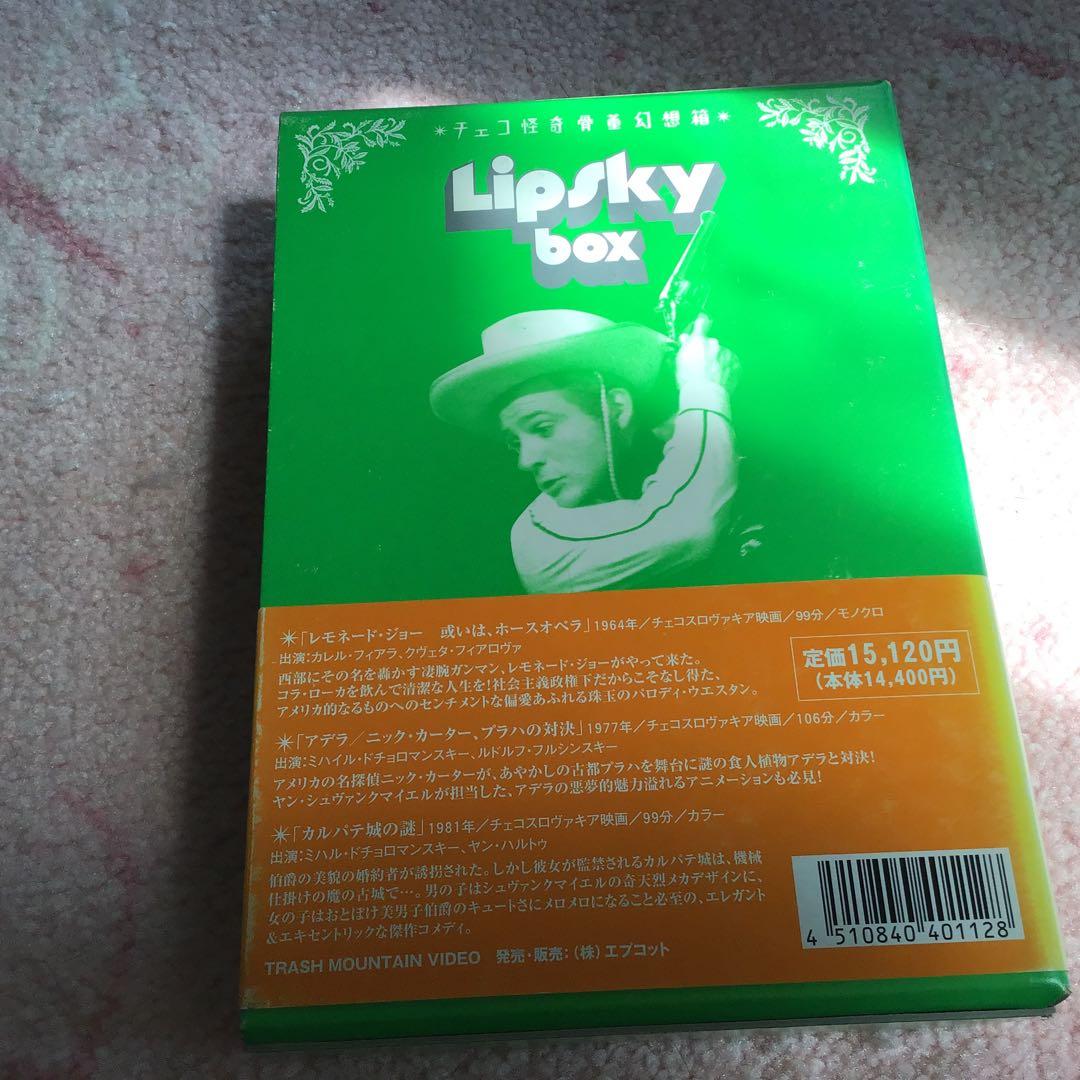 *チェコ怪奇骨董幻想箱*
Lipsky
box
✴「レモネード・ジョー　或いは、ホースオペラ」1964年／チェコスロヴァキア映画／99分／モノクロ
出演：カレル・フィアラ、クヴェタ・フィアロヴァ
西部にその名を轟かす凄腕ガンマン、レモネード・ジョーがやって来た。
コラ・ローカを飲んで清潔な人生を！社会主義政権下だからこそなし得た、
アメリカ的なるものへのセンチメントな偏愛あふれる珠玉のパロディ・ウエスタン。
定価15,120円
（本体14,400円）
✴「アデラ／ニック・カーター、プラハの対決」1977年／チェコスロヴァキア映画／106分／カラー
出演：ミハイル・ドチョロマンスキー、ルドルフ・フルシンスキー
アメリカの名探偵ニック・カーターが、あやかしの古都プラハを舞台に謎の食人植物アデラと対決！
ヤン・シュヴァンクマイエルが担当した、アデラの悪夢的魅力溢れるアニメーションも必見！
✴「カルパテ城の謎」1981年／チェコスロヴァキア映画／99分／カラー
出演：ミハル・ドチョロマンスキー、ヤン・ハルトゥ
伯爵の美貌の婚約者が誘拐された。しかし彼女が監禁されるカルパテ城は、機械
仕掛けの魔の古城で…。男の子はシュヴァンクマイエルの奇天烈メカデザインに、
女の子はおとぼけ美男子伯爵のキュートさにメロメロになること必至の、エレガント
＆エキセントリックな傑作コメディ。
TRASH MOUNTAIN VIDEO　発売・販売：（株）エプコット
4 510840 401128